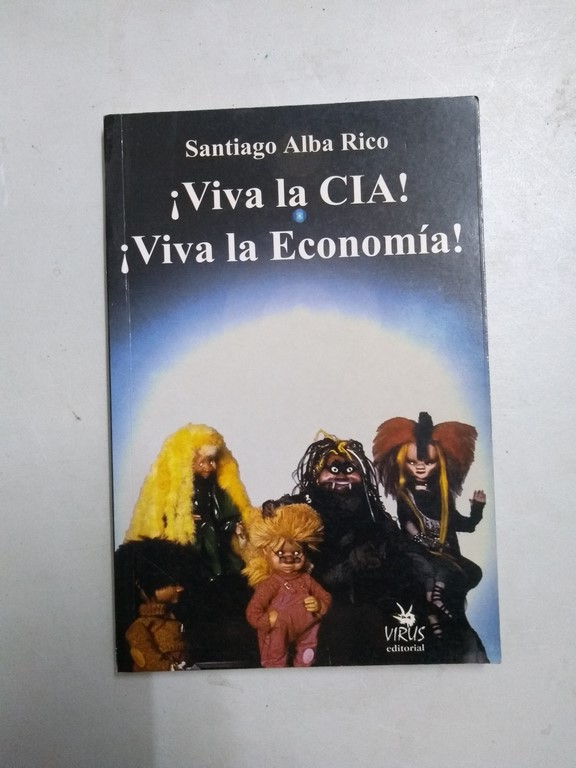 Santiago Alba Rico
¡Viva la CIA!
¡Viva la Economía!
VIRUS
editorial